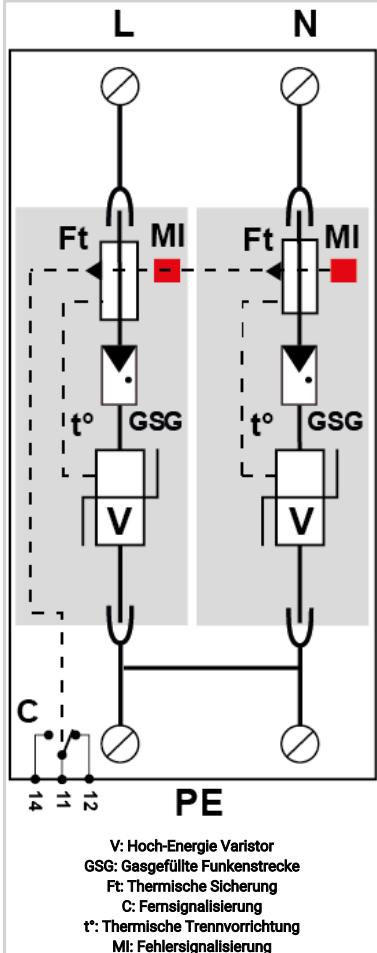 L N
Ft MI Ft MI
t° GSG t° GSG
V V
C
14 11 12
PE
V: Hoch-Energie Varistor
GSG: Gasgefüllte Funkenstrecke
Ft: Thermische Sicherung
C: Fernsignalisierung
t°: Thermische Trennvorrichtung
MI: Fehlersignalisierung